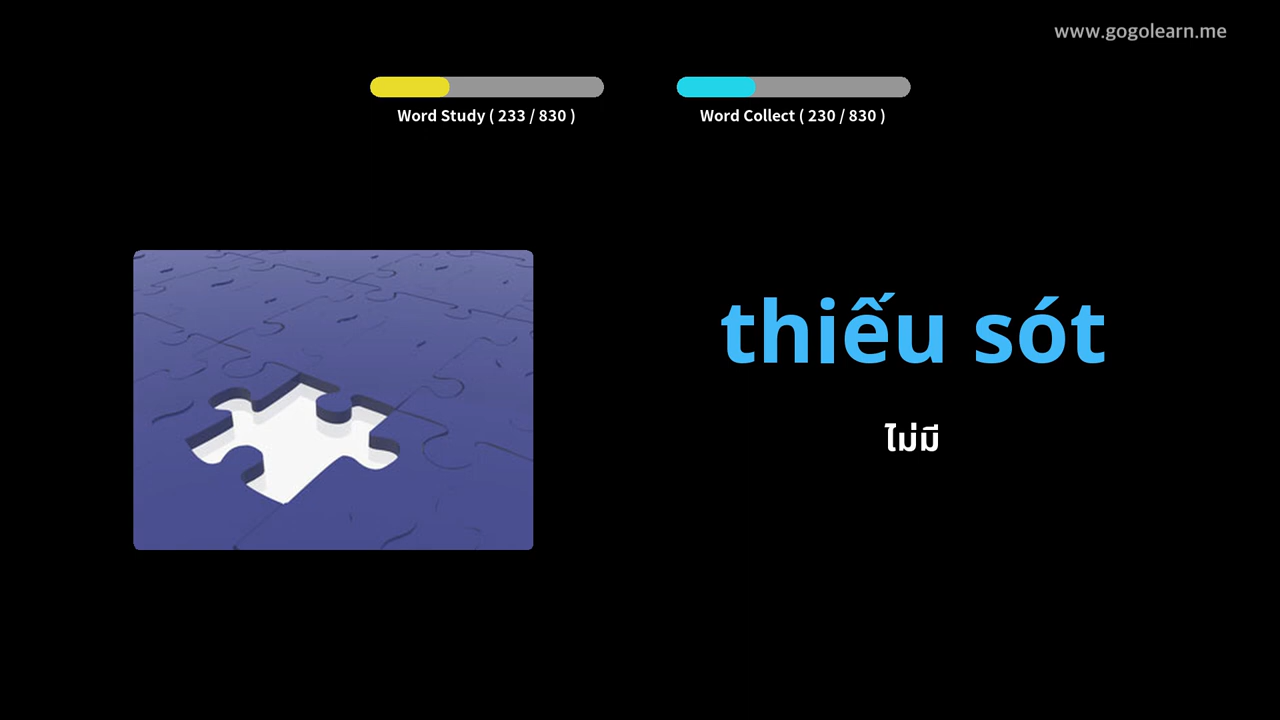 www.gogolearn.me
Word Study ( 233 / 830 )
Word Collect ( 230 / 830 )
thiếu sót
ไม่มี